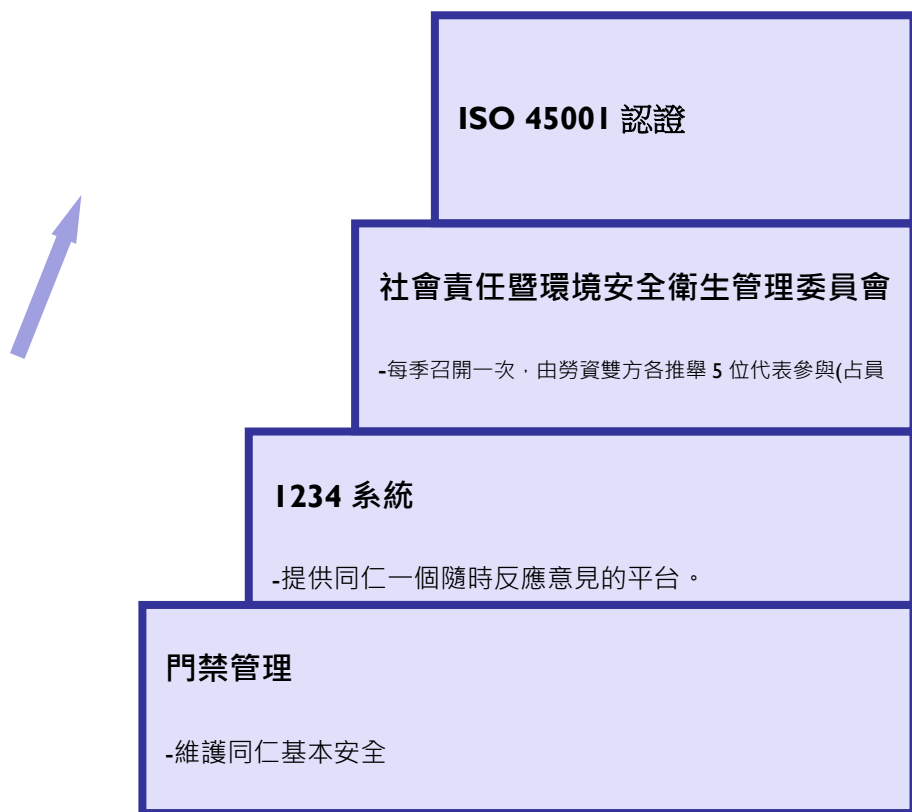 ISO 45001 認證
社會責任暨環境安全衛生管理委員會
-每季召開一次，由勞資雙方各推舉 5 位代表參與(占員
1234 系統
-提供同仁一個隨時反應意見的平台。
門禁管理
-維護同仁基本安全